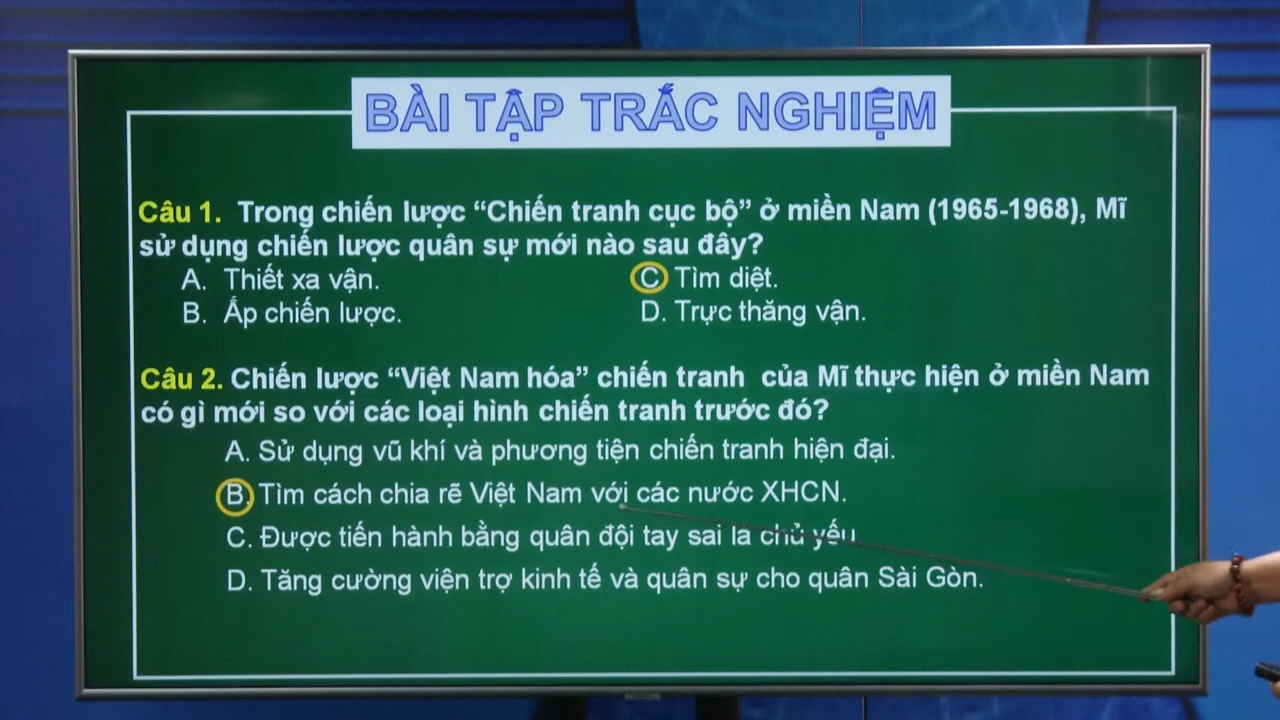 BÀI TẬP TRẮC NGHIỆM
Câu 1. Trong chiến lược “Chiến tranh cục bộ” ở miền Nam (1965-1968), Mĩ
sử dụng chiến lược quân sự mới nào sau đây?
A. Thiết xa vận.
C Tìm diệt.
B. Ấp chiến lược.
D. Trực thăng vận.
Câu 2. Chiến lược “Việt Nam hóa” chiến tranh của Mĩ thực hiện ở miền Nam
có gì mới so với các loại hình chiến tranh trước đó?
A. Sử dụng vũ khí và phương tiện chiến tranh hiện đại.
B. Tìm cách chia rẽ Việt Nam với các nước XHCN.
C. Được tiến hành bằng quân đội tay sai là chủ yếu.
D. Tăng cường viện trợ kinh tế và quân sự cho quân Sài Gòn.